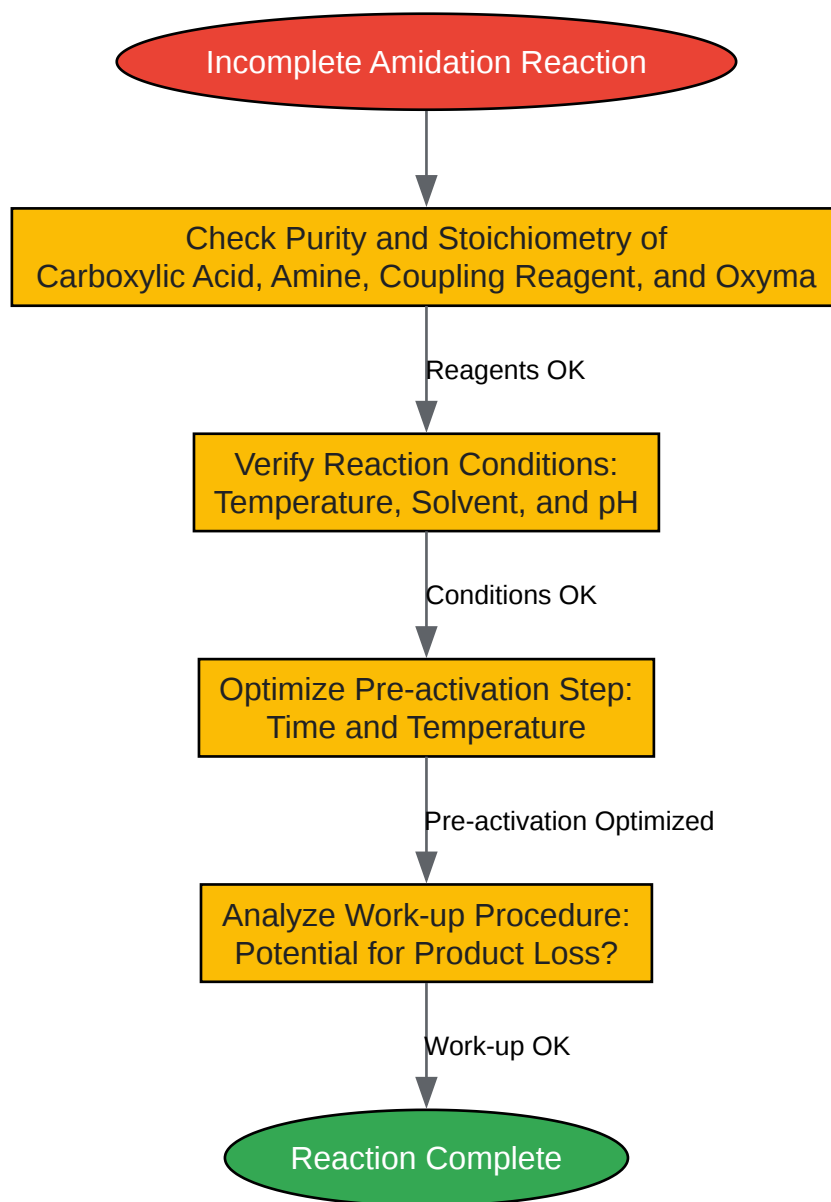 Incomplete Amidation Reaction
Check Purity and Stoichiometry of
Carboxylic Acid, Amine, Coupling Reagent, and Oxyma
Reagents OK
Verify Reaction Conditions:
Temperature, Solvent, and pH
Conditions OK
Optimize Pre-activation Step:
Time and Temperature
Pre-activation Optimized
Analyze Work-up Procedure:
Potential for Product Loss?
Work-up OK
Reaction Complete